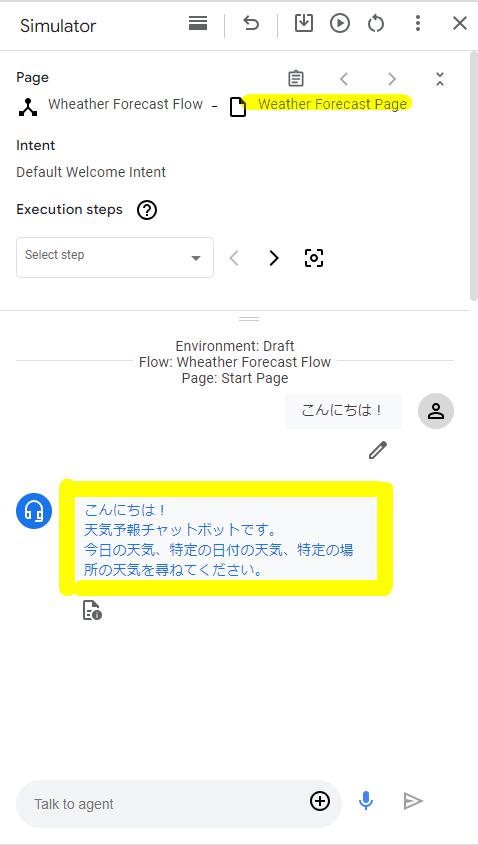 Simulator
Page
Wheather Forecast Flow - Weather Forecast Page
Intent
Default Welcome Intent
Execution steps
Select step
Environment: Draft
Flow: Wheather Forecast Flow
Page: Start Page
こんにちは！
こんにちは！
天気予報チャットボットです。
今日の天気、特定の日付の天気、特定の場
所の天気を尋ねてください。
Talk to agent